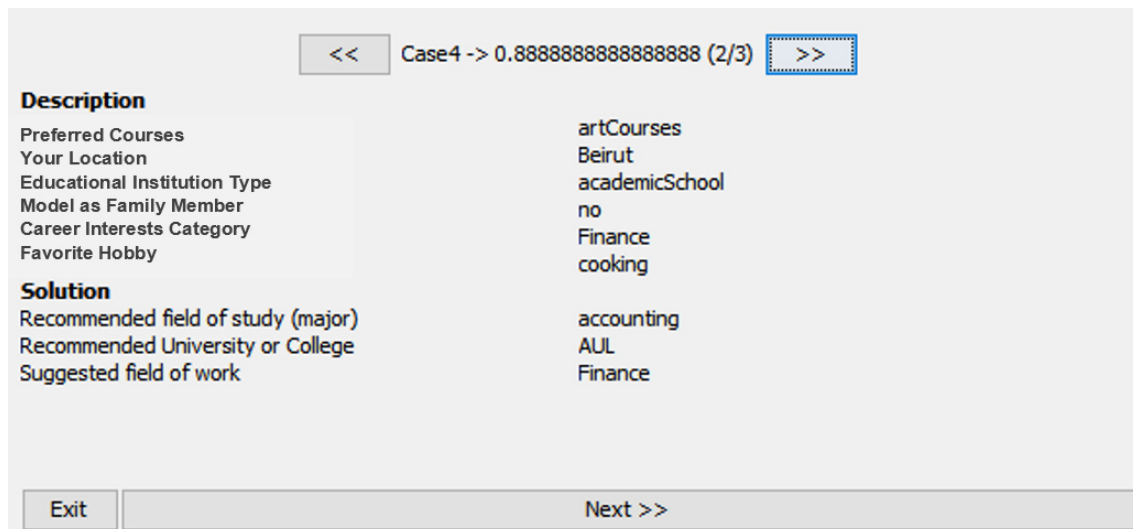 << Case4 -> 0.8888888888888888 (2/3) >>
Description
Preferred Courses artCourses
Your Location Beirut
Educational Institution Type academicSchool
Model as Family Member no
Career Interests Category Finance
Favorite Hobby cooking
Solution
Recommended field of study (major) accounting
Recommended University or College AUL
Suggested field of work Finance
Exit Next >>